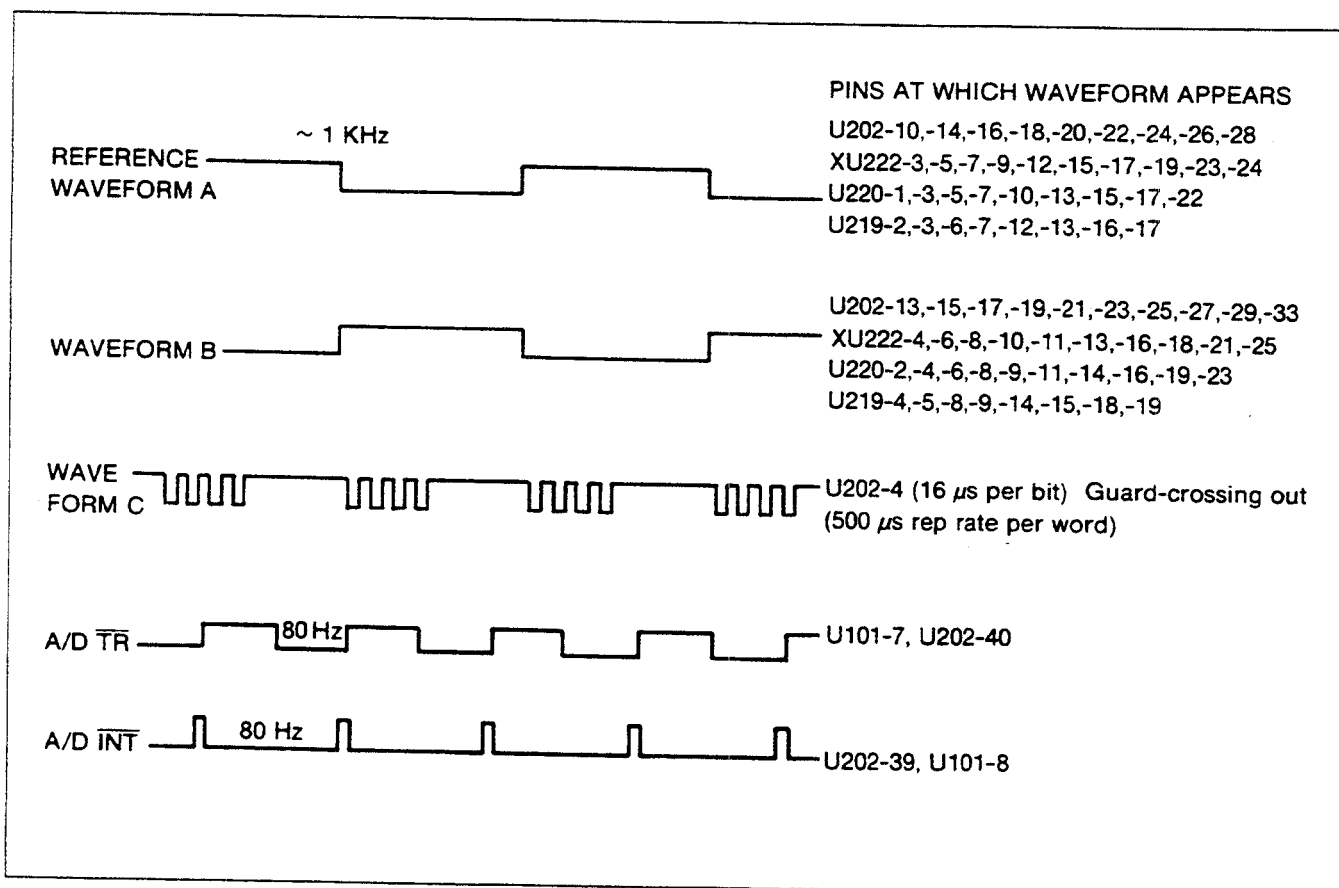 PINS AT WHICH WAVEFORM APPEARS
~ 1 KHz
REFERENCE
WAVEFORM A
U202-10,-14,-16,-18,-20,-22,-24,-26,-28
XU222-3,-5,-7,-9,-12,-15,-17,-19,-23,-24
U220-1,-3,-5,-7,-10,-13,-15,-17,-22
U219-2,-3,-6,-7,-12,-13,-16,-17
WAVEFORM B
U202-13,-15,-17,-19,-21,-23,-25,-27,-29,-33
XU222-4,-6,-8,-10,-11,-13,-16,-18,-21,-25
U220-2,-4,-6,-8,-9,-11,-14,-16,-19,-23
U219-4,-5,-8,-9,-14,-15,-18,-19
WAVE
FORM C
U202-4 (16 µs per bit) Guard-crossing out
(500 µs rep rate per word)
A/D T̅R̅ 80 Hz U101-7, U202-40
A/D I̅N̅T̅ 80 Hz U202-39, U101-8